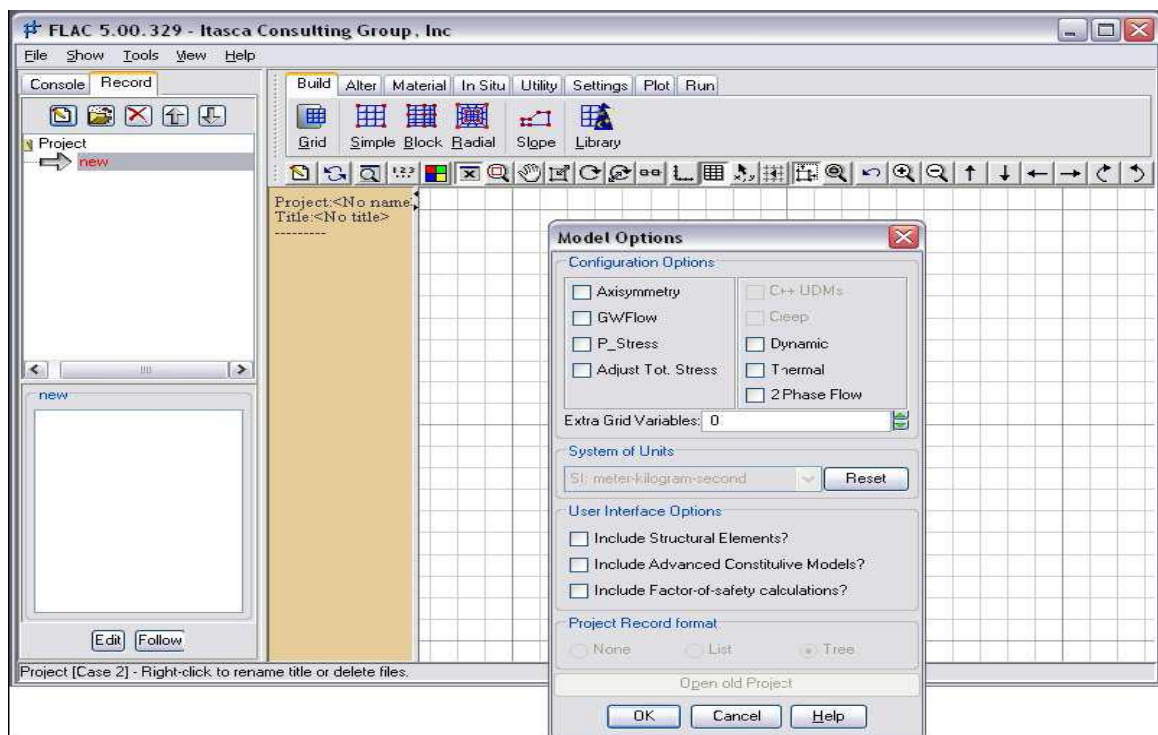 FLAC 5.00.329 - Itasca Consulting Group, Inc
File Show Tools View Help
Console Record
Build Alter Material In Situ Utility Settings Plot Run
Grid Simple Block Radial Slope Library
Project
new
Project:<No name
Title:<No title>
---------
new
Edit Follow
Project [Case 2] - Right-click to rename title or delete files.
Model Options
Configuration Options
Axisymmetry
C++ UDMs
GWFlow
Creep
P_Stress
Dynamic
Adjust Tot. Stress
Thermal
2 Phase Flow
Extra Grid Variables: 0
System of Units
SI: meter-kilogram-second
Reset
User Interface Options
Include Structural Elements?
Include Advanced Constitutive Models?
Include Factor-of-safety calculations?
Project Record format
None List Tree
Open old Project
OK Cancel Help